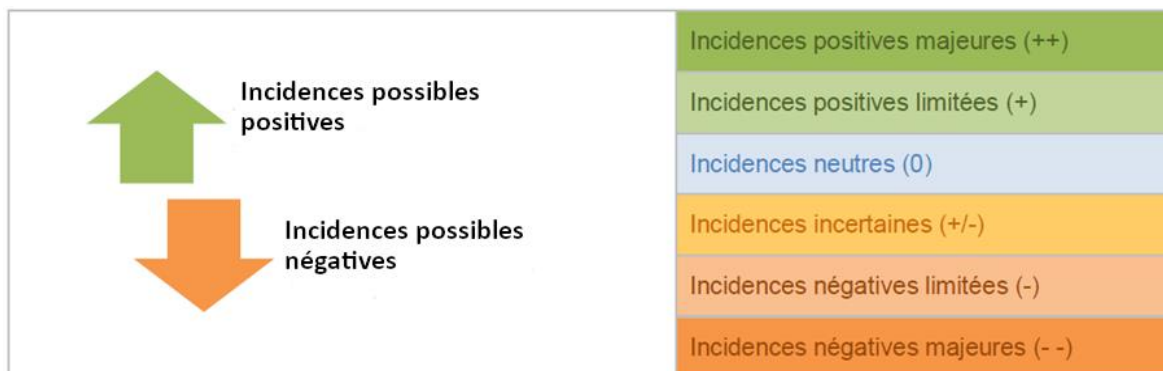 Incidences possibles
positives
Incidences possibles
négatives
Incidences positives majeures (++)
Incidences positives limitées (+)
Incidences neutres (0)
Incidences incertaines (+/-)
Incidences négatives limitées (-)
Incidences négatives majeures (- -)